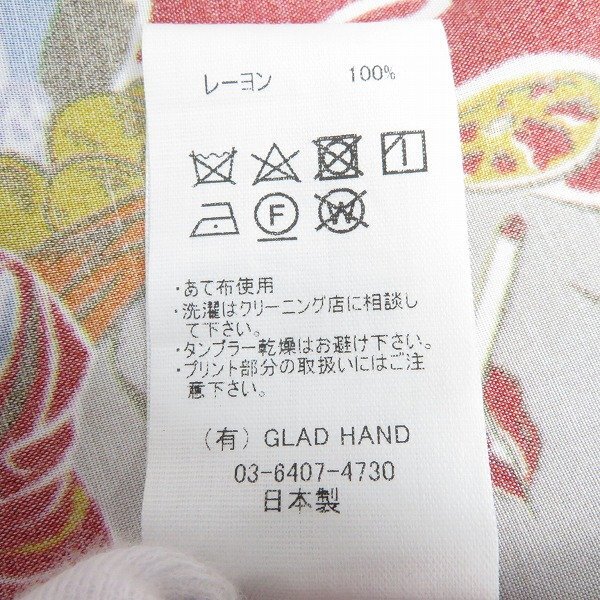 レーヨン 100%
F W
・あて布使用
・洗濯はクリーニング店に相談し
て下さい。
・タンブラー乾燥はお避け下さい。
・プリント部分の取扱いにはご注
意下さい。
(有) GLAD HAND
03-6407-4730
日本製